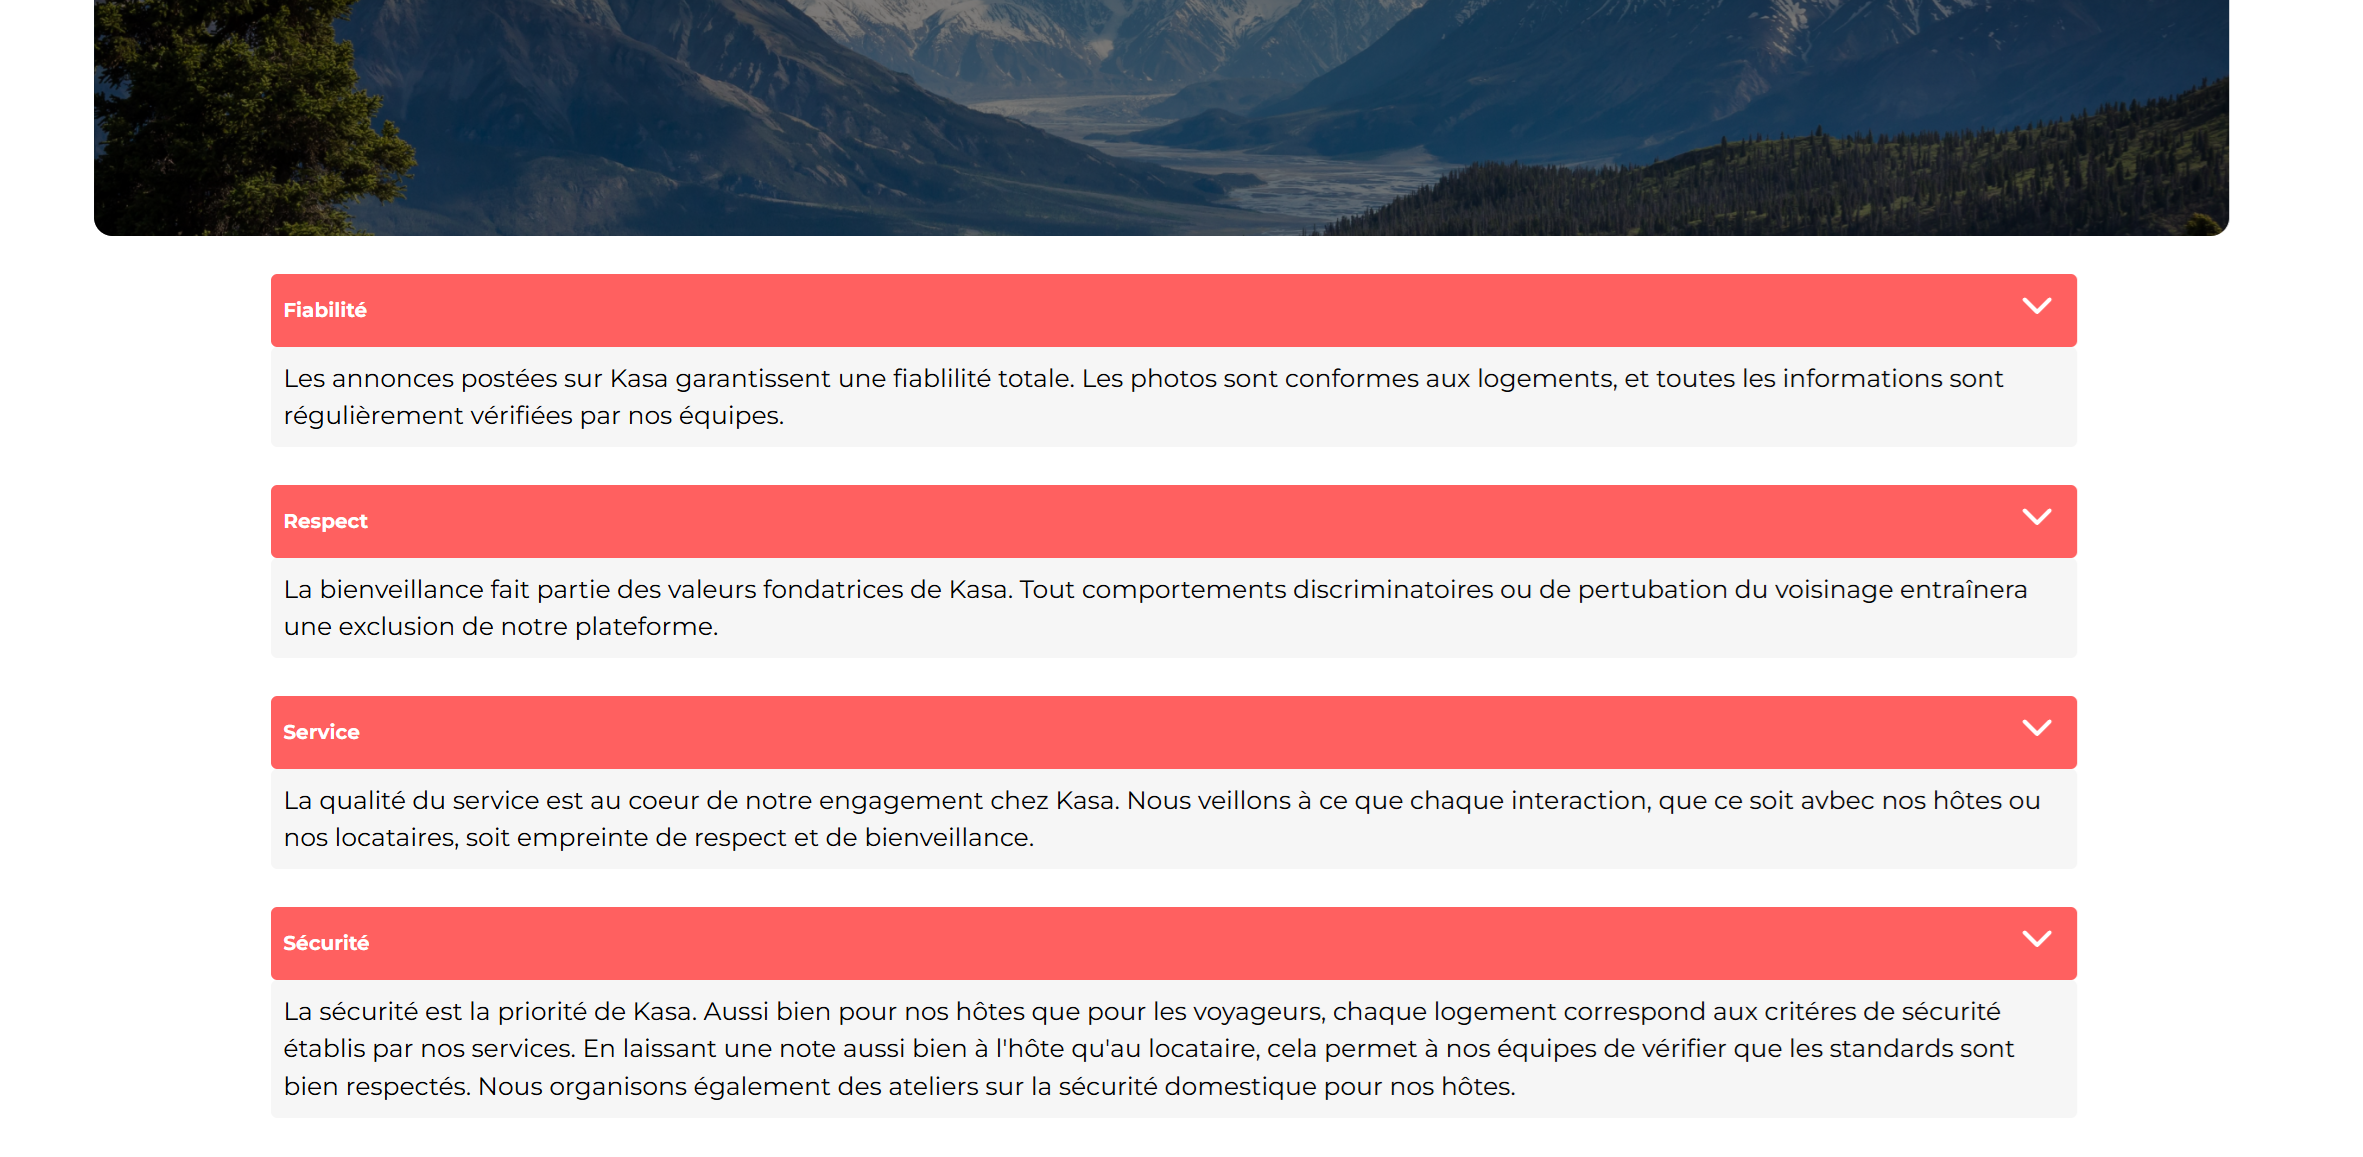 Fiabilité
Les annonces postées sur Kasa garantissent une fiablilité totale. Les photos sont conformes aux logements, et toutes les informations sont
régulièrement vérifiées par nos équipes.
Respect
La bienveillance fait partie des valeurs fondatrices de Kasa. Tout comportements discriminatoires ou de pertubation du voisinage entraînera
une exclusion de notre plateforme.
Service
La qualité du service est au coeur de notre engagement chez Kasa. Nous veillons à ce que chaque interaction, que ce soit avbec nos hôtes ou
nos locataires, soit empreinte de respect et de bienveillance.
Sécurité
La sécurité est la priorité de Kasa. Aussi bien pour nos hôtes que pour les voyageurs, chaque logement correspond aux critéres de sécurité
établis par nos services. En laissant une note aussi bien à l'hôte qu'au locataire, cela permet à nos équipes de vérifier que les standards sont
bien respectés. Nous organisons également des ateliers sur la sécurité domestique pour nos hôtes.